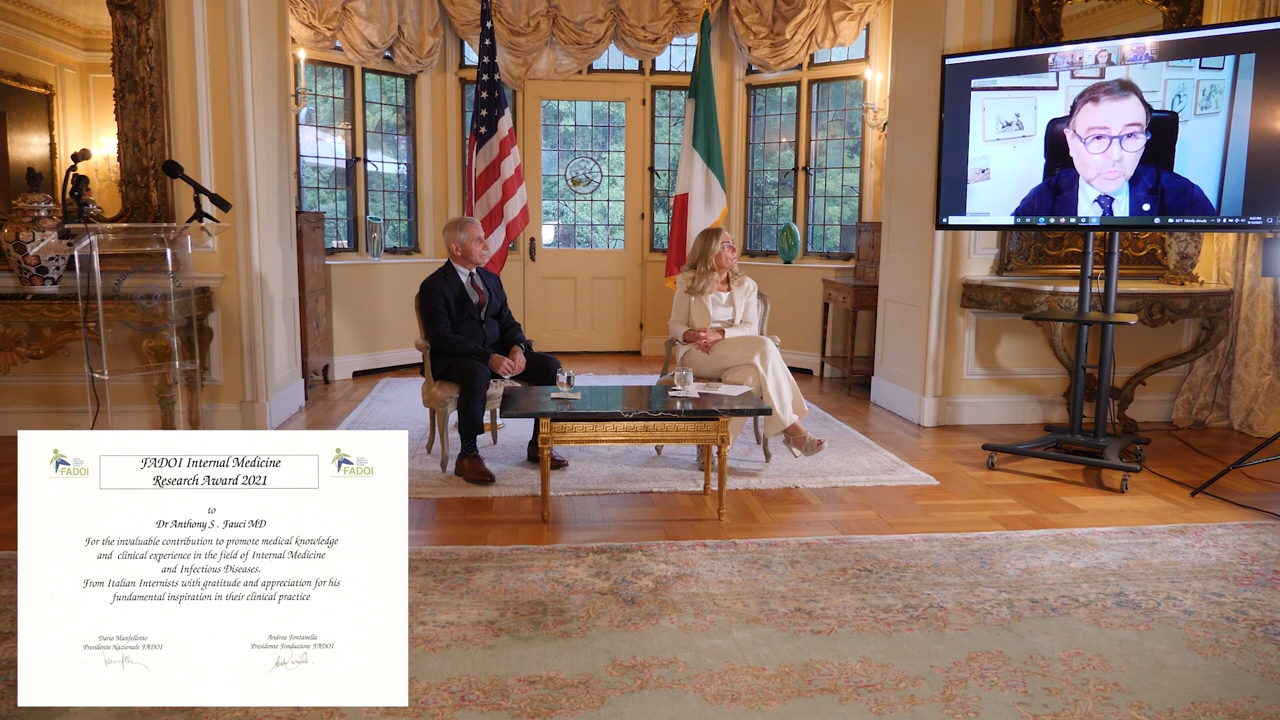 FADOI
FADOI
FADOI Internal Medicine
Research Award 2021
to
Dr Anthony S . Fauci MD
For the invaluable contribution to promote medical knowledge
and clinical experience in the field of Internal Medicine
and Infectious Diseases.
From Italian Internists with gratitude and appreciation for his
fundamental inspiration in their clinical practice
Dario Manfellotto
Presidente Nazionale FADOI
Andrea Fontanella
Presidente Fondazione FADOI